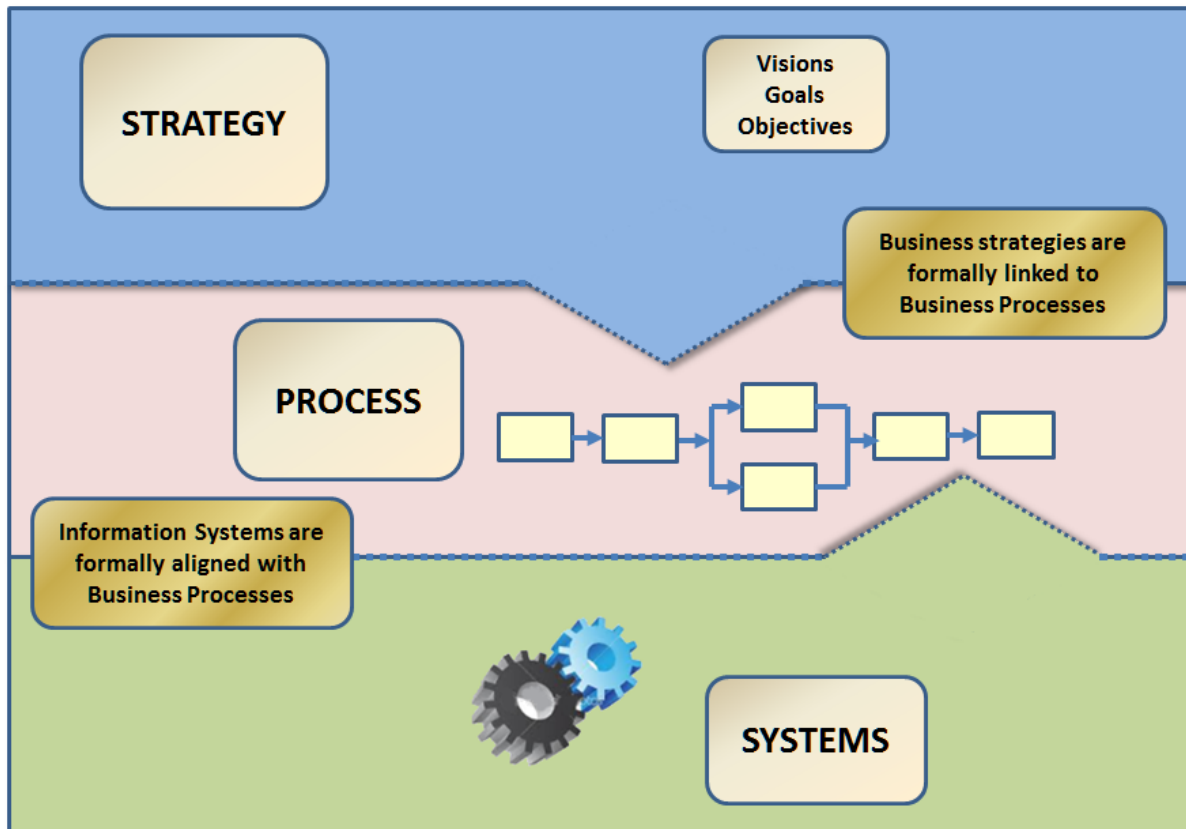 STRATEGY
Visions
Goals
Objectives
Business strategies are
formally linked to
Business Processes
PROCESS
Information Systems are
formally aligned with
Business Processes
SYSTEMS